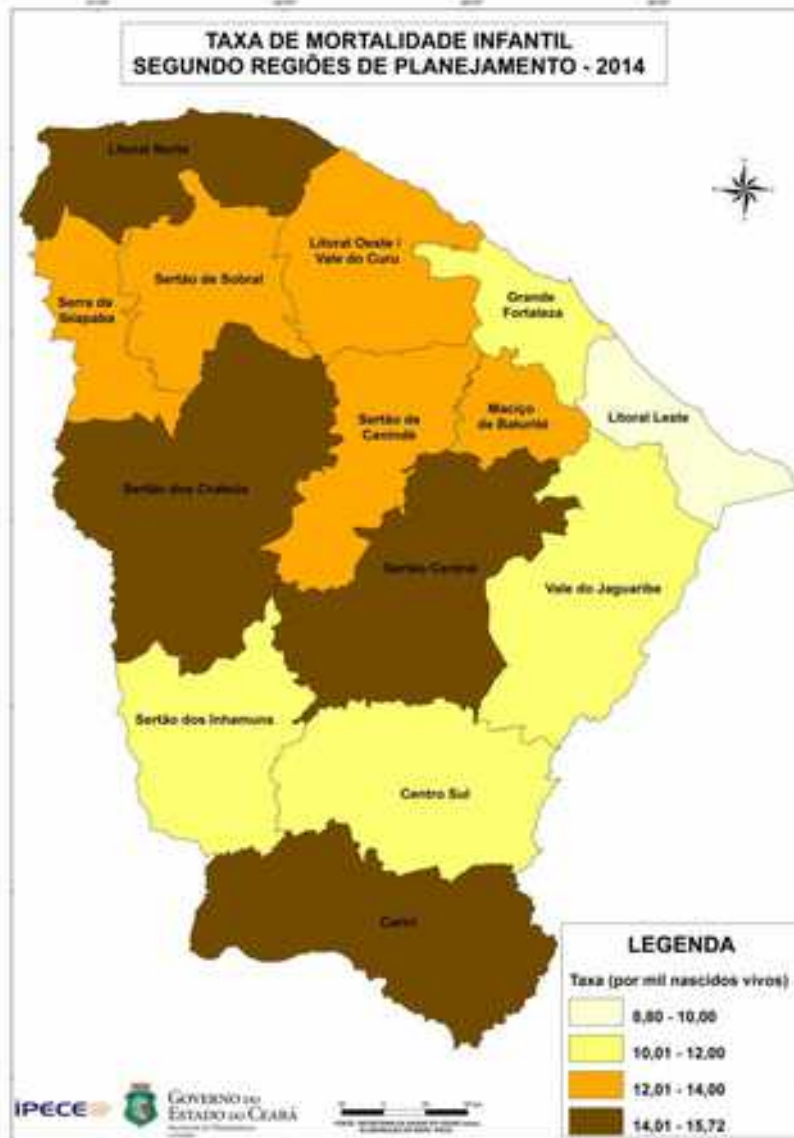 TAXA DE MORTALIDADE INFANTIL
SEGUNDO REGIÕES DE PLANEJAMENTO - 2014
Litoral Norte
Litoral Oeste /
Vale do Curu
Sertão de Sobral
Serra da
Ibiapaba
Grande
Fortaleza
Litoral Leste
Sertão de
Canindé
Maciço
de Baturité
Sertão dos Crateús
Sertão Central
Vale do Jaguaribe
Sertão dos Inhamuns
Centro Sul
Cariri
LEGENDA
Taxa (por mil nascidos vivos)
8,80 - 10,00
10,01 - 12,00
12,01 - 14,00
14,01 - 15,72
IPECE
GOVERNO DO
ESTADO DO CEARÁ